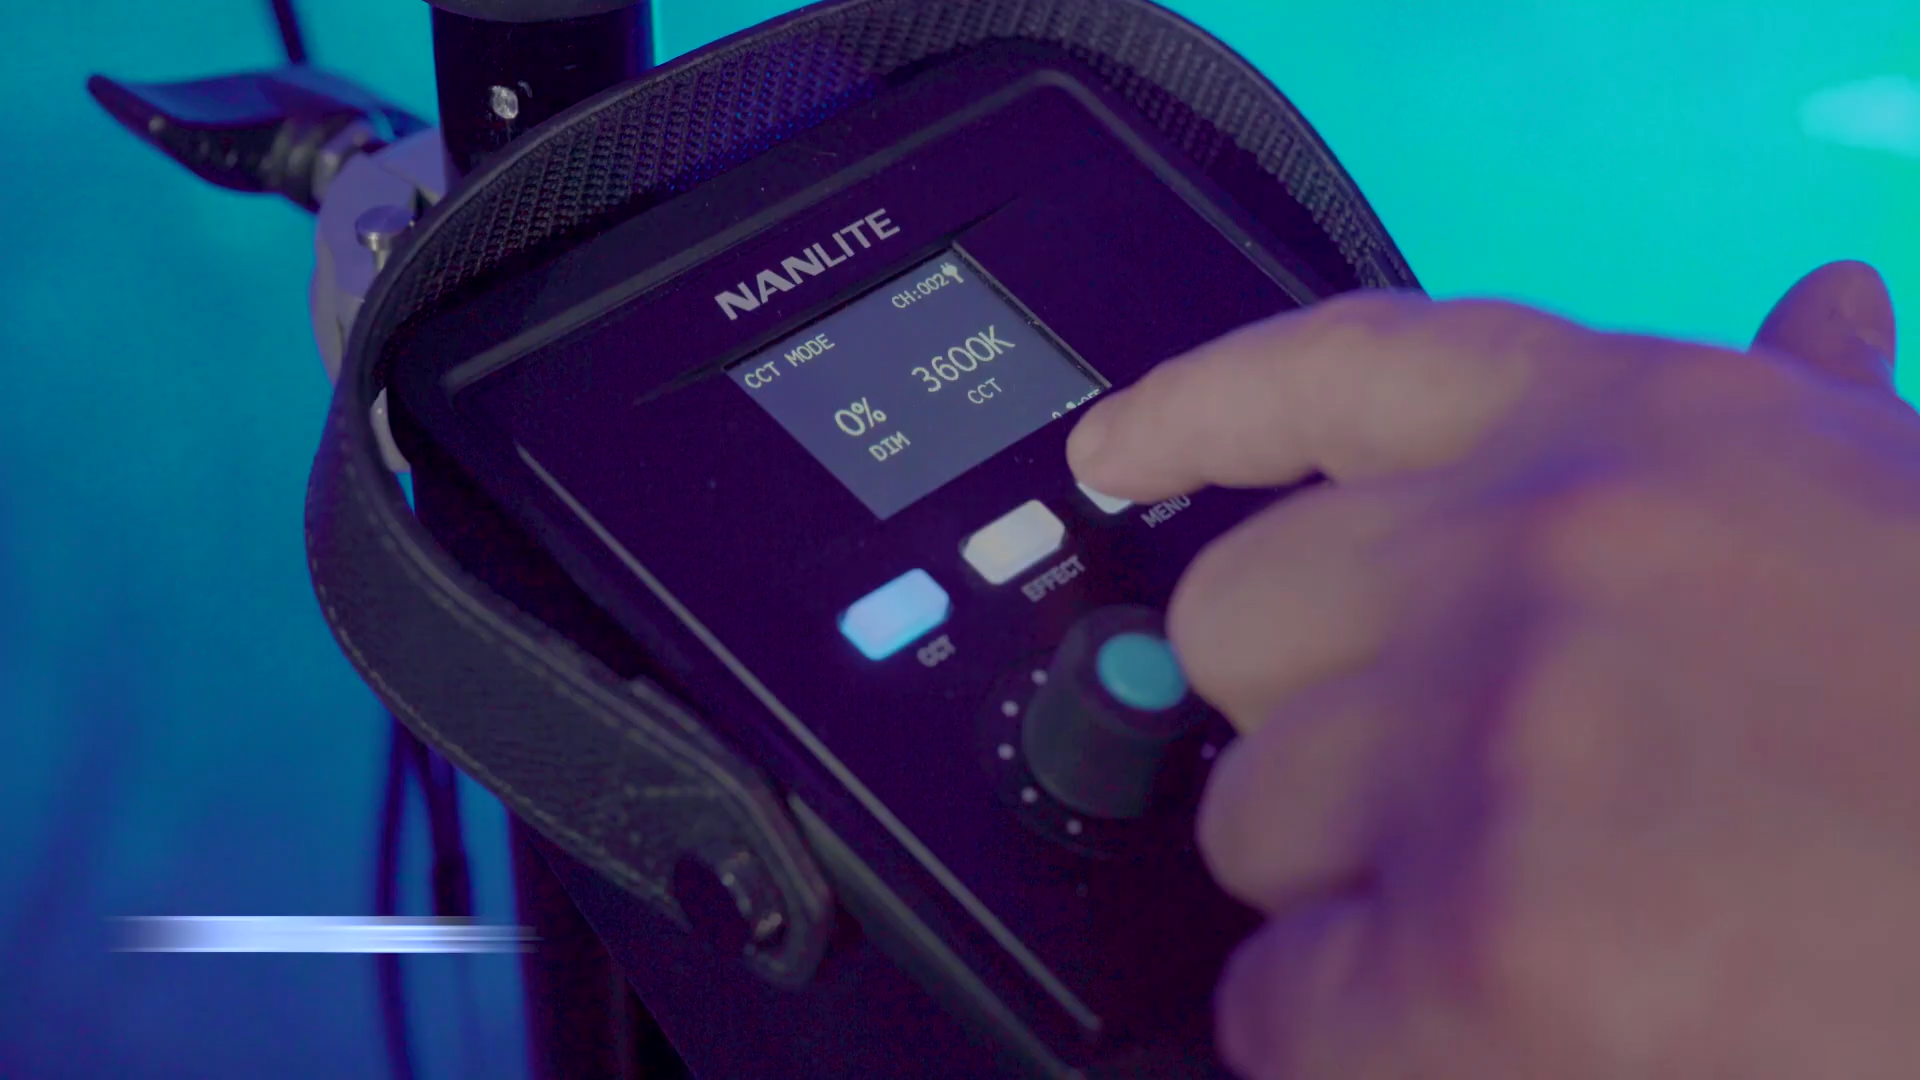 NANLITE
CH:002
CCT MODE
0%
3600K
DIM
CCT
MENU
EFFECT
CCT